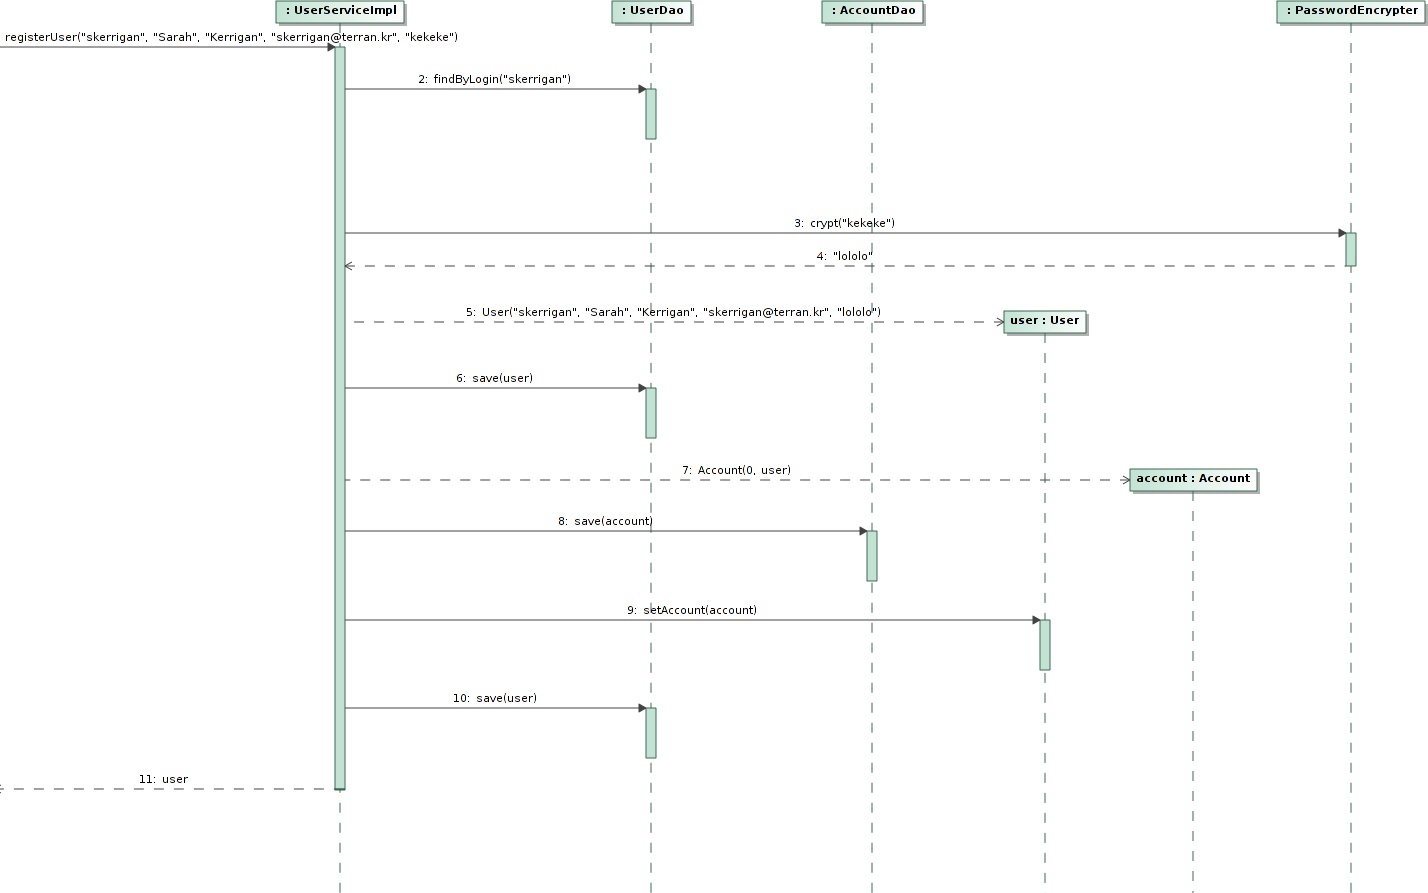 : UserServiceImpl
: UserDao
: AccountDao
: PasswordEncrypter
registerUser("skerrigan", "Sarah", "Kerrigan", "skerrigan@terran.kr", "kekeke")
2: findByLogin("skerrigan")
3: crypt("kekeke")
4: "lololo"
5: User("skerrigan", "Sarah", "Kerrigan", "skerrigan@terran.kr", "lololo")
user : User
6: save(user)
7: Account(0, user)
account : Account
8: save(account)
9: setAccount(account)
10: save(user)
11: user